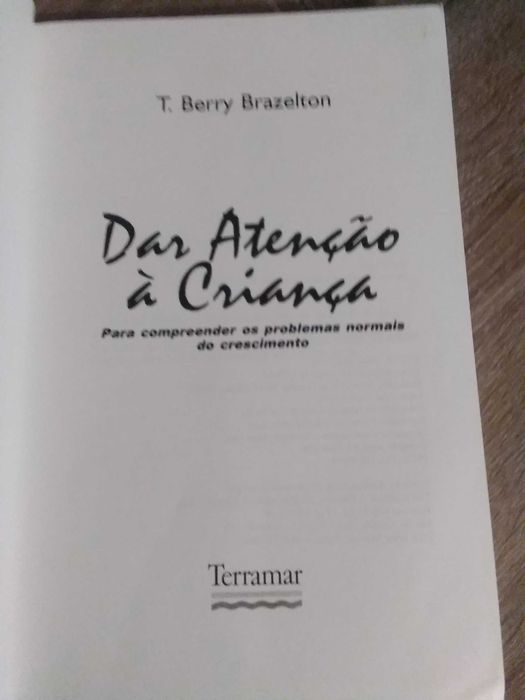 T. Berry Brazelton
Dar Atenção
à Criança
Para compreender os problemas normais
do crescimento
Terramar